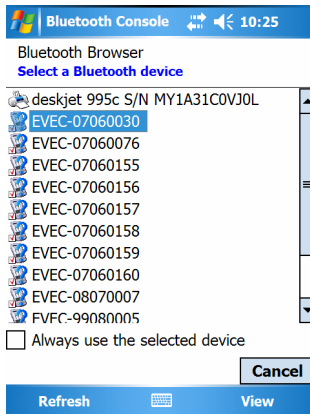 Bluetooth Console 10:25
Bluetooth Browser
Select a Bluetooth device
deskjet 995c S/N MY1A31C0VJ0L
EVEC-07060030
EVEC-07060076
EVEC-07060155
EVEC-07060156
EVEC-07060157
EVEC-07060158
EVEC-07060159
EVEC-07060160
EVEC-08070007
EVEC-99080005
Always use the selected device
Cancel
Refresh View